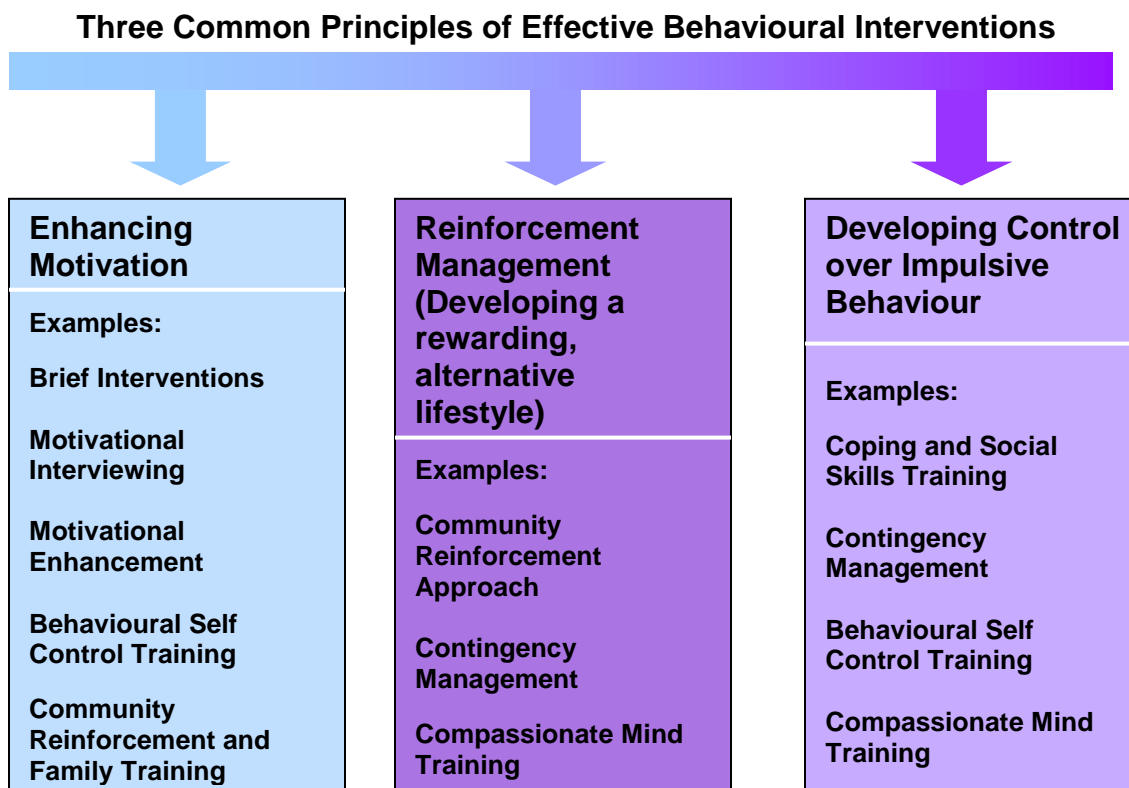 Three Common Principles of Effective Behavioural Interventions
Enhancing
Motivation
Examples:
Brief Interventions
Motivational
Interviewing
Motivational
Enhancement
Behavioural Self
Control Training
Community
Reinforcement and
Family Training
Reinforcement
Management
(Developing a
rewarding,
alternative
lifestyle)
Examples:
Community
Reinforcement
Approach
Contingency
Management
Compassionate Mind
Training
Developing Control
over Impulsive
Behaviour
Examples:
Coping and Social
Skills Training
Contingency
Management
Behavioural Self
Control Training
Compassionate Mind
Training